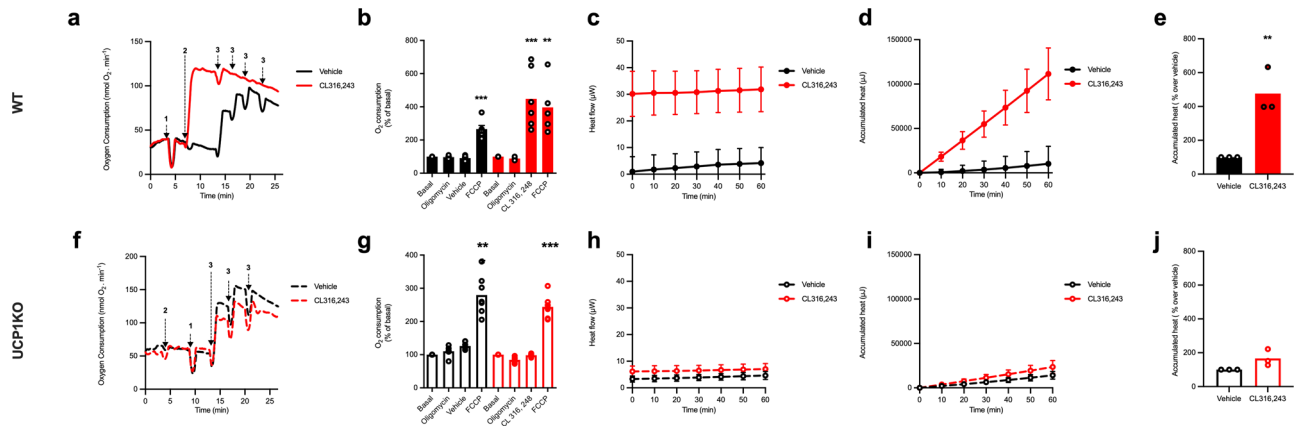 WT
a
Oxygen Consumption (nmol O₂ · min⁻¹)
150
100
50
0
0 5 10 15 20 25
Time (min)
1
2
3
3
3
3
Vehicle
CL316,243
b
O₂ consumption
(% of basal)
800
600
400
200
0
***
***
**
Basal
Oligomycin
Vehicle
FCCP
Basal
Oligomycin
CL 316, 248
FCCP
c
Heat flow (μW)
50
40
30
20
10
0
0 10 20 30 40 50 60
Time (min)
Vehicle
CL316,243
d
Accumulated heat (μJ)
150000
100000
50000
0
0 10 20 30 40 50 60
Time (min)
Vehicle
CL316,243
e
Accumulated heat ( % over vehicle)
800
600
400
200
0
**
Vehicle CL316,243
UCP1KO
f
Oxygen Consumption (nmol O₂ · min⁻¹)
200
150
100
50
0
0 5 10 15 20 25
Time (min)
2
1
3
3
3
Vehicle
CL316,243
g
O₂ consumption
(% of basal)
400
300
200
100
0
**
***
Basal
Oligomycin
Vehicle
FCCP
Basal
Oligomycin
CL 316, 248
FCCP
h
Heat flow (μW)
50
40
30
20
10
0
0 10 20 30 40 50 60
Time (min)
Vehicle
CL316,243
i
Accumulated heat (μJ)
150000
100000
50000
0
0 10 20 30 40 50 60
Time (min)
Vehicle
CL316,243
j
Accumulated heat ( % over vehicle)
800
600
400
200
0
Vehicle CL316,243